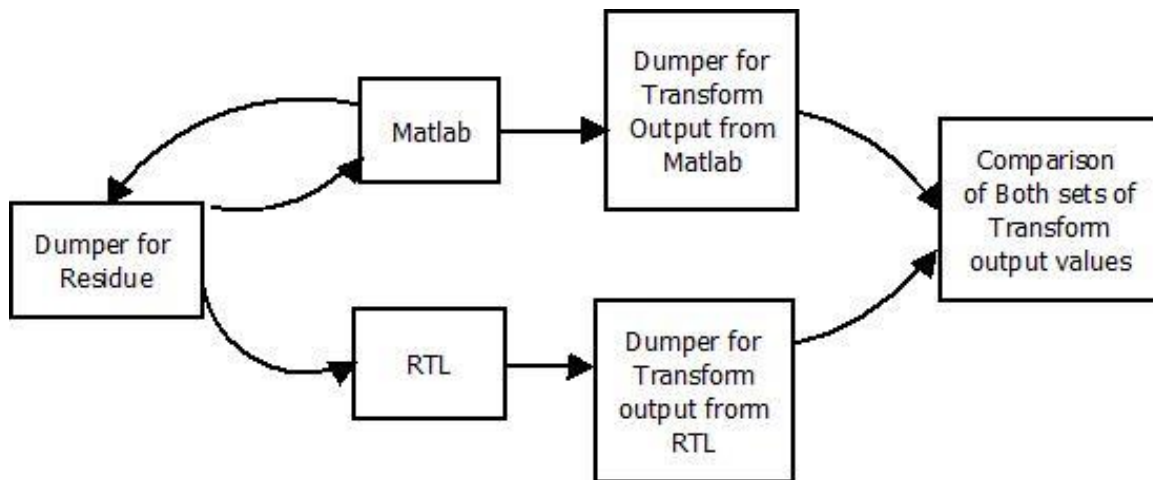 Dumper for
Residue
Matlab
Dumper for
Transform
Output from
Matlab
RTL
Dumper for
Transform
output frorm
RTL
Comparison
of Both sets of
Transform
output values